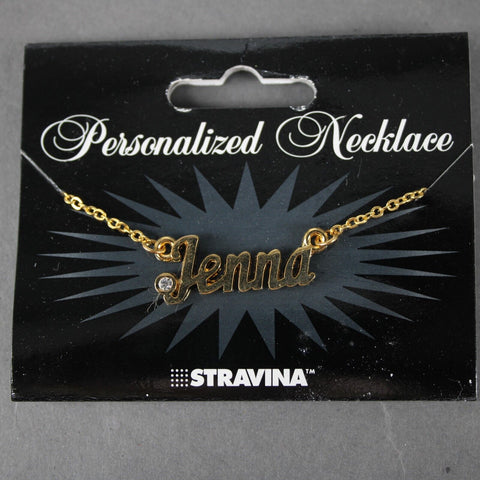 Personalized Necklace
Jenna
STRAVINA™